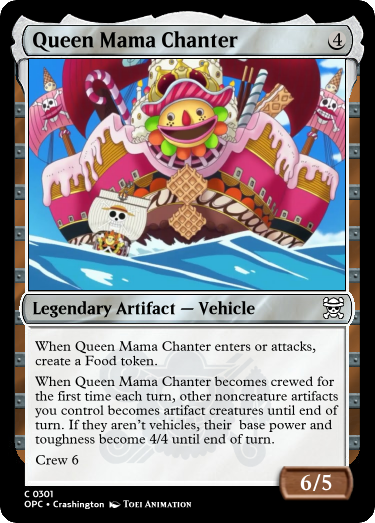 Queen Mama Chanter 4
Legendary Artifact — Vehicle
When Queen Mama Chanter enters or attacks,
create a Food token.
When Queen Mama Chanter becomes crewed for
the first time each turn, other noncreature artifacts
you control becomes artifact creatures until end of
turn. If they aren't vehicles, their base power and
toughness become 4/4 until end of turn.
Crew 6
6/5
C 0301
OPC • Crashington TOEI ANIMATION